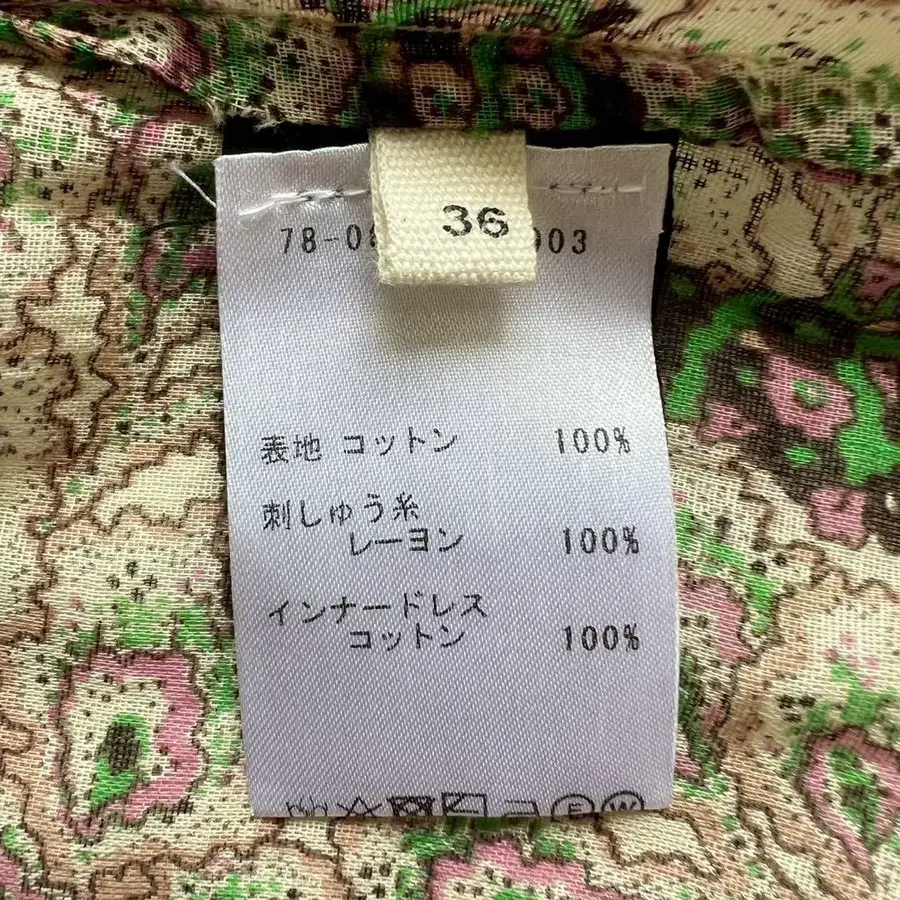 36
78-0
003
表地 コットン 100%
刺しゅう糸
レーヨン 100%
インナードレス
コットン 100%
E W